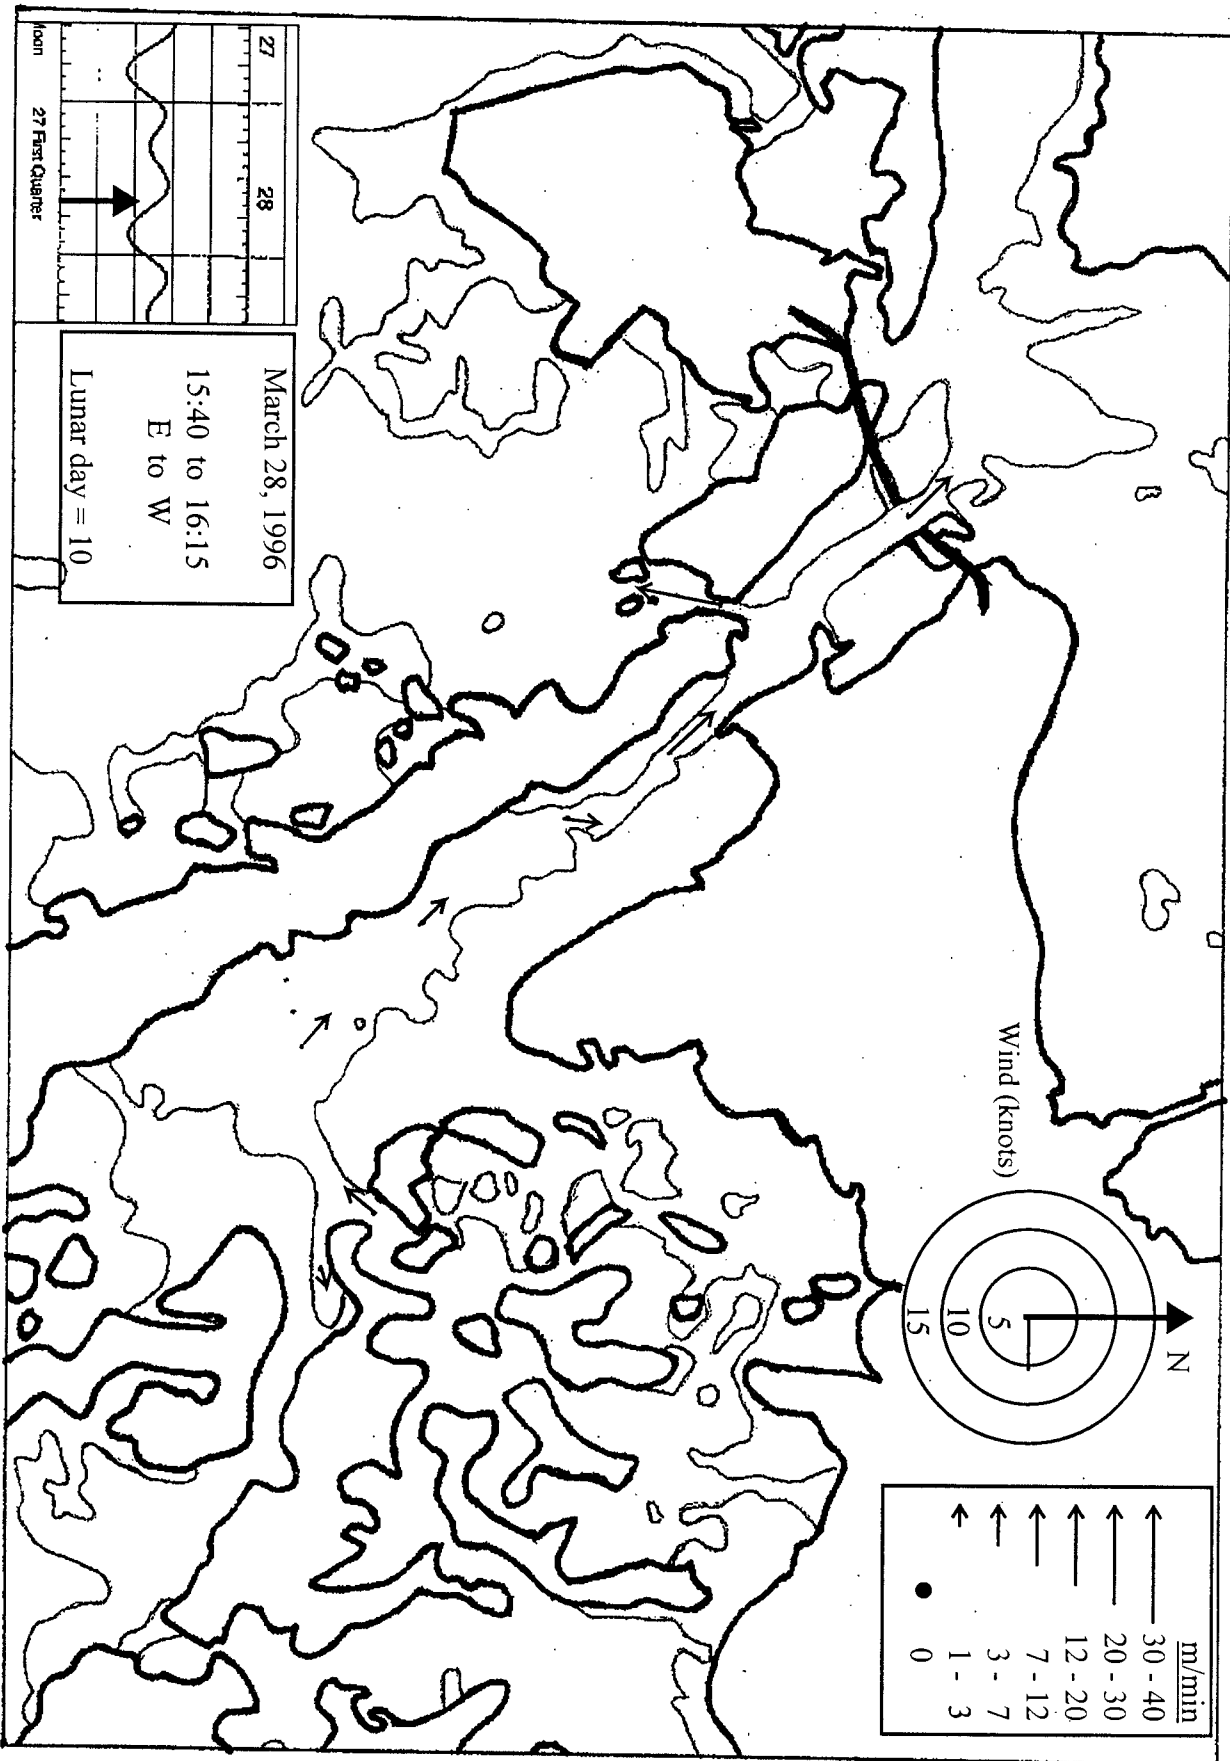 27
28
27 First Quarter
March 28, 1996
15:40 to 16:15
E to W
Lunar day = 10
Wind (knots)
N
5
10
15
m/min
30 - 40
20 - 30
12 - 20
7 - 12
3 - 7
1 - 3
0